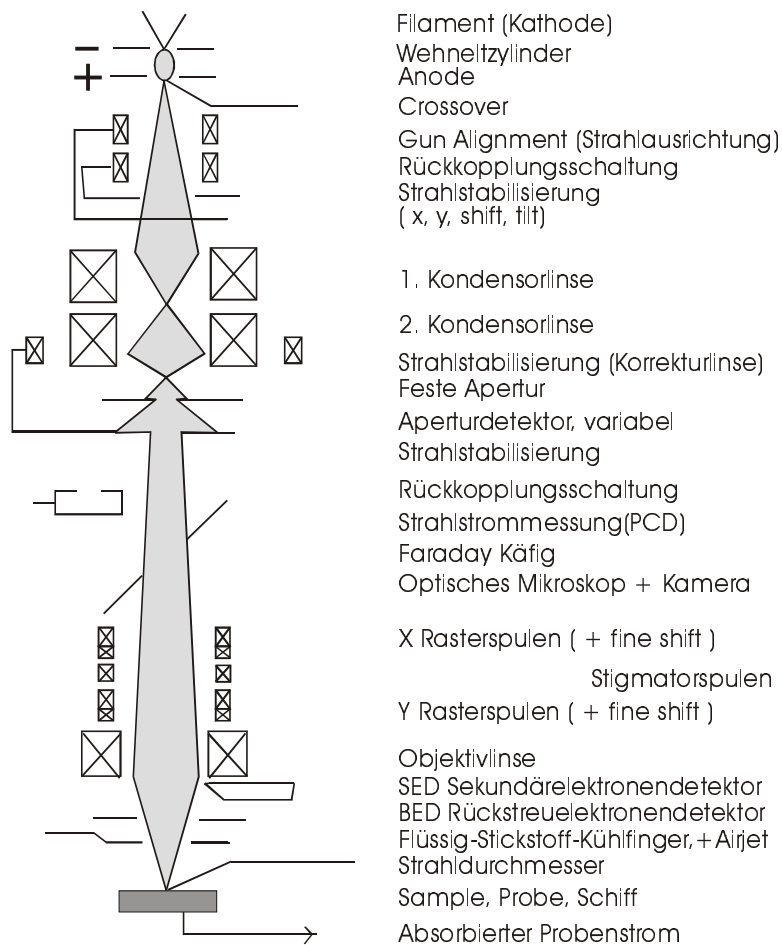 Filament (Kathode)
−
Wehneltzylinder
+
Anode
Crossover
Gun Alignment (Strahlausrichtung)
Rückkopplungsschaltung
Strahlstabilisierung
( x, y, shift, tilt)
1. Kondensorlinse
2. Kondensorlinse
Strahlstabilisierung (Korrekturlinse)
Feste Apertur
Aperturdetektor, variabel
Strahlstabilisierung
Rückkopplungsschaltung
Strahlstrommessung(PCD)
Faraday Käfig
Optisches Mikroskop + Kamera
X Rasterspulen ( + fine shift )
Stigmatorspulen
Y Rasterspulen ( + fine shift )
Objektivlinse
SED Sekundärelektronendetektor
BED Rückstreuelektronendetektor
Flüssig-Stickstoff-Kühlfinger,+Airjet
Strahldurchmesser
Sample, Probe, Schiff
Absorbierter Probenstrom